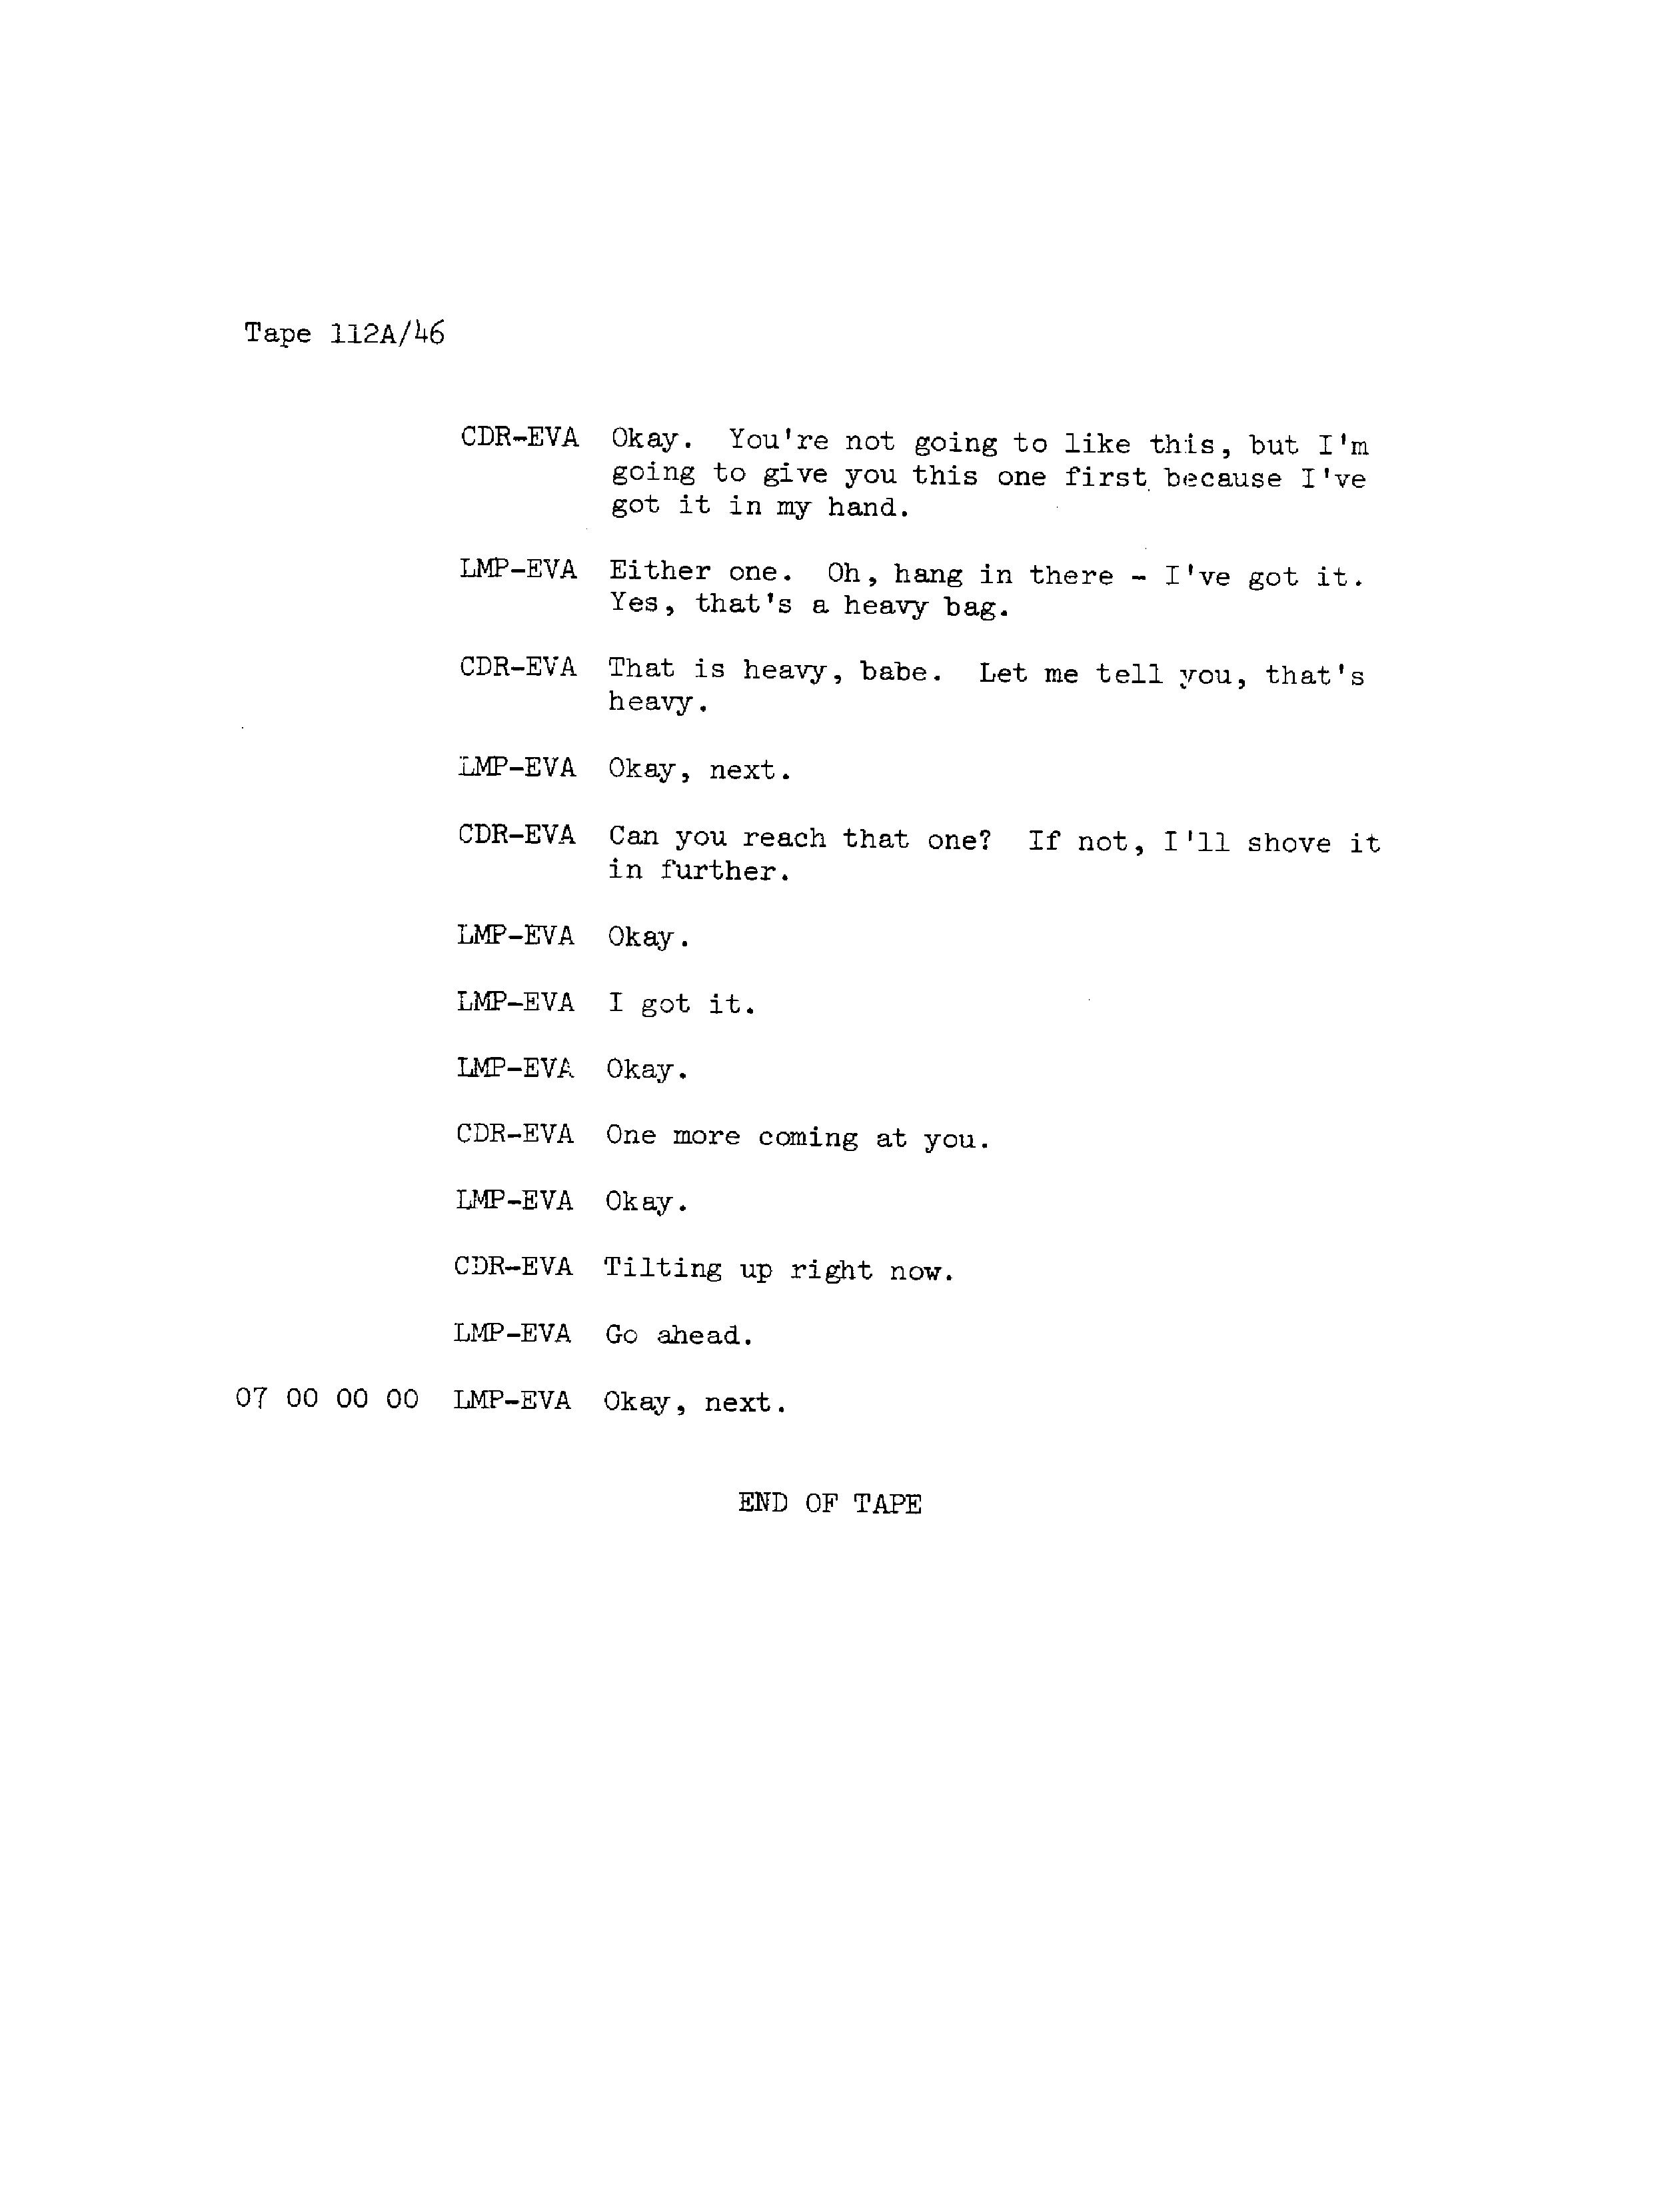 Tape 112A/46
CDR-EVA Okay. You're not going to like this, but I'm
going to give you this one first because I've
got it in my hand.
LMP-EVA Either one. Oh, hang in there - I've got it.
Yes, that's a heavy bag.
CDR-EVA That is heavy, babe. Let me tell you, that's
heavy.
LMP-EVA Okay, next.
CDR-EVA Can you reach that one? If not, I'll shove it
in further.
LMP-EVA Okay.
LMP-EVA I got it.
LMP-EVA Okay.
CDR-EVA One more coming at you.
LMP-EVA Okay.
CDR-EVA Tilting up right now.
LMP-EVA Go ahead.
07 00 00 00 LMP-EVA Okay, next.
END OF TAPE